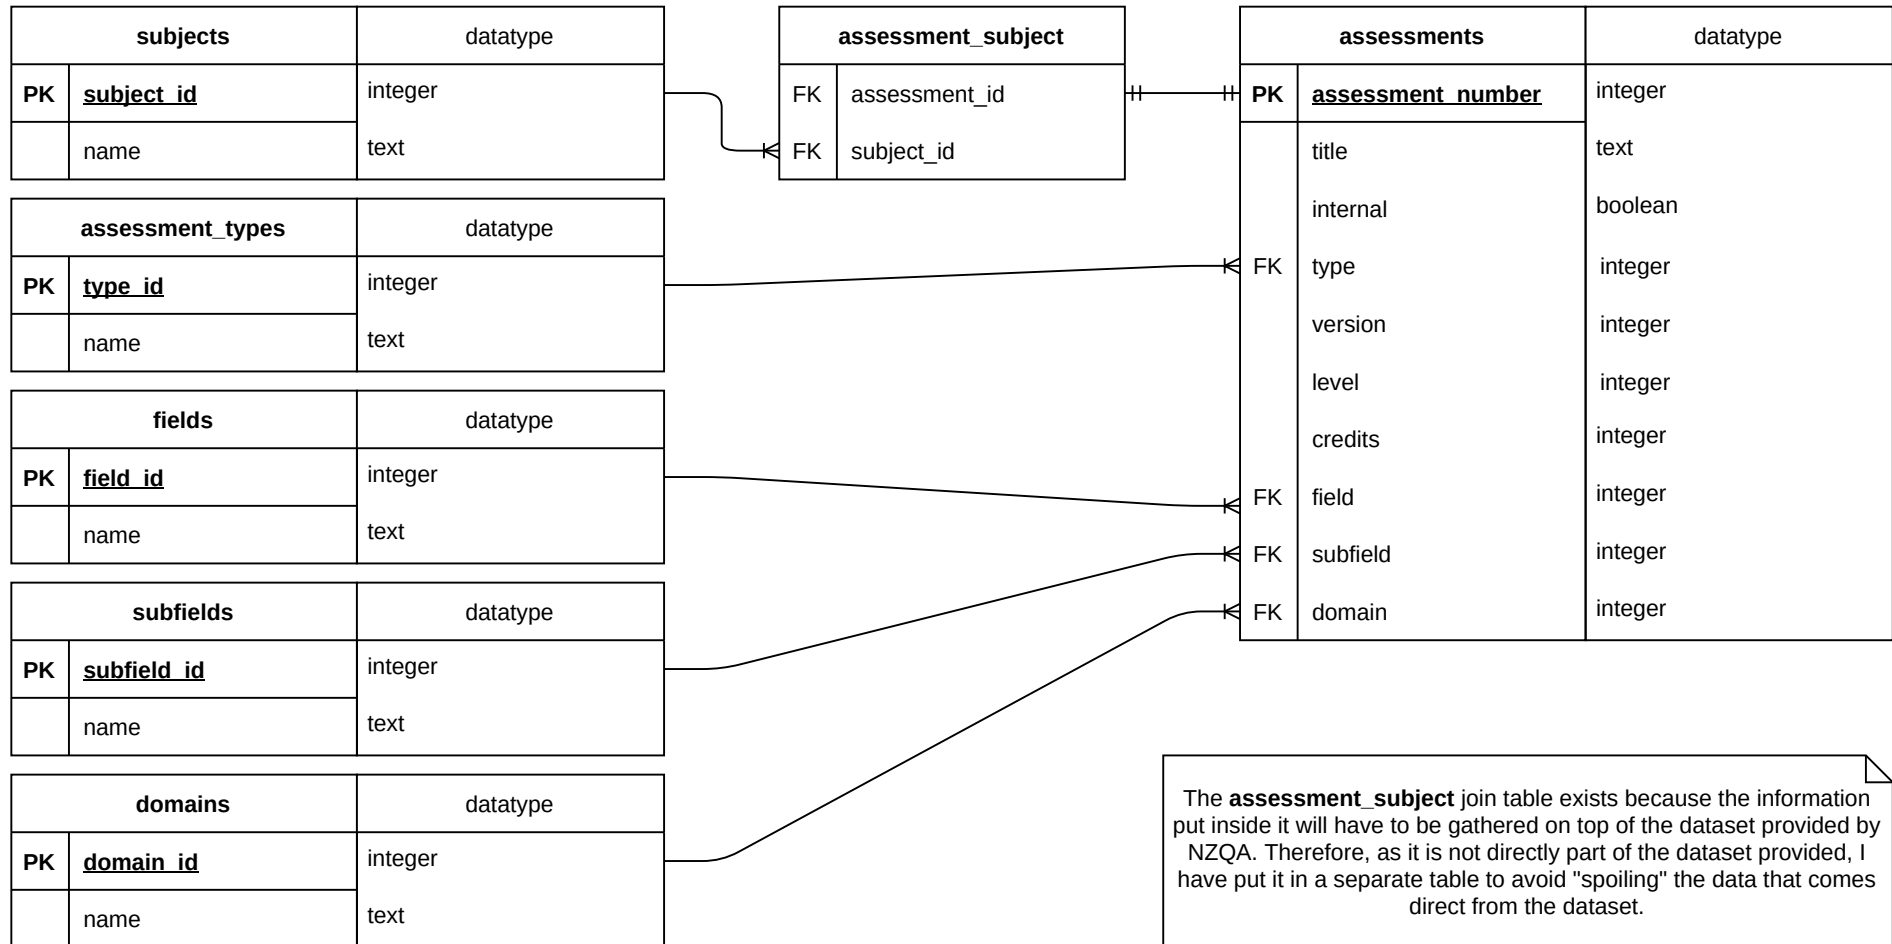 subjects datatype
PK subject_id integer
name text
assessment_types datatype
PK type_id integer
name text
fields datatype
PK field_id integer
name text
subfields datatype
PK subfield_id integer
name text
domains datatype
PK domain_id integer
name text
assessment_subject
FK assessment_id
FK subject_id
assessments datatype
PK assessment_number integer
title text
internal boolean
FK type integer
version integer
level integer
credits integer
FK field integer
FK subfield integer
FK domain integer
The assessment_subject join table exists because the information
put inside it will have to be gathered on top of the dataset provided by
NZQA. Therefore, as it is not directly part of the dataset provided, I
have put it in a separate table to avoid "spoiling" the data that comes
direct from the dataset.